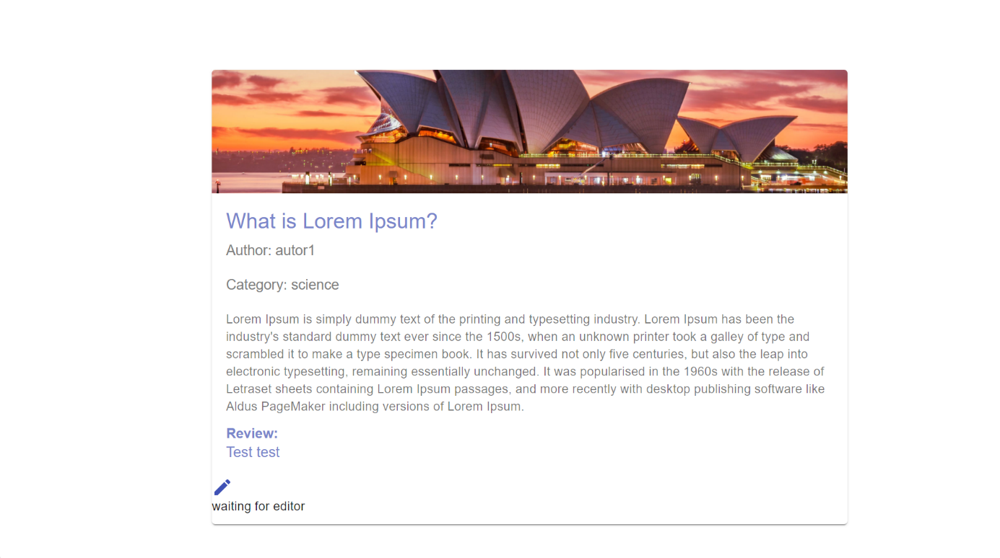 What is Lorem Ipsum?
Author: autor1
Category: science
Lorem Ipsum is simply dummy text of the printing and typesetting industry. Lorem Ipsum has been the
industry's standard dummy text ever since the 1500s, when an unknown printer took a galley of type and
scrambled it to make a type specimen book. It has survived not only five centuries, but also the leap into
electronic typesetting, remaining essentially unchanged. It was popularised in the 1960s with the release of
Letraset sheets containing Lorem Ipsum passages, and more recently with desktop publishing software like
Aldus PageMaker including versions of Lorem Ipsum.
Review:
Test test
waiting for editor